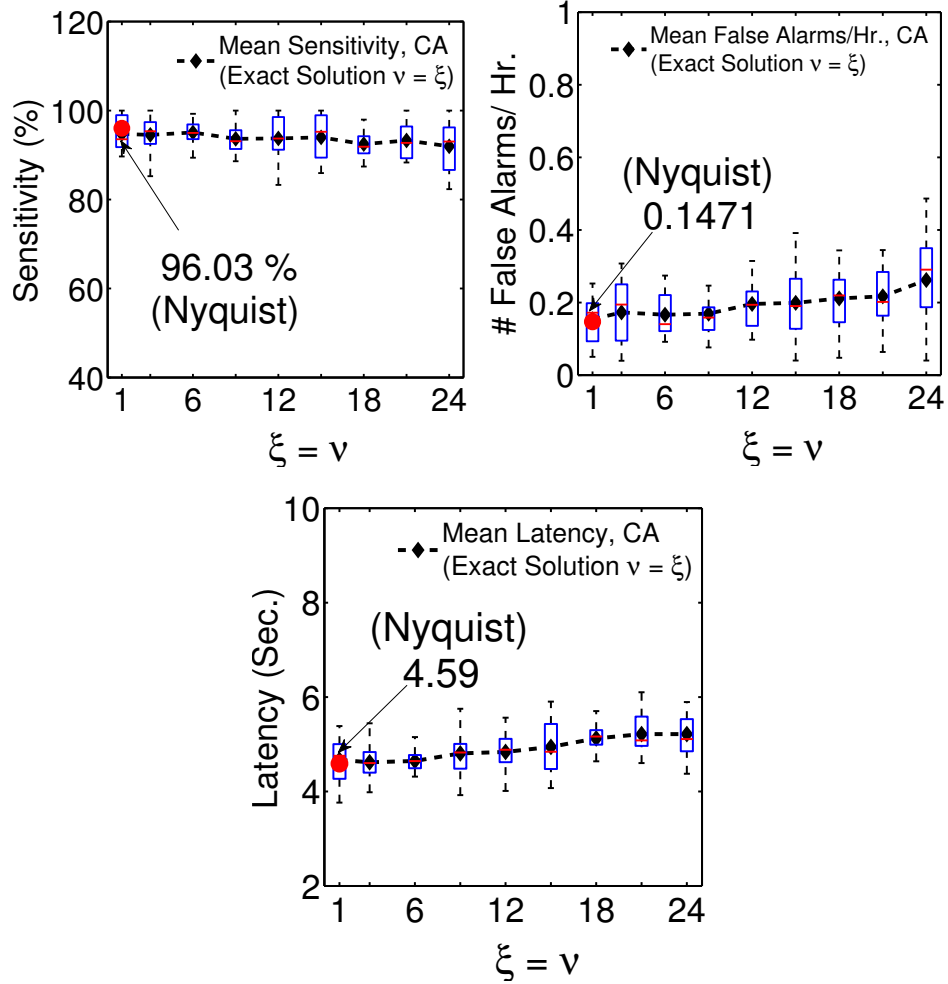 Mean Sensitivity, CA
(Exact Solution ν = ξ)
120
100
80
60
40
Sensitivity (%)
96.03 %
(Nyquist)
1 6 12 18 24
ξ = ν
Mean False Alarms/Hr., CA
(Exact Solution ν = ξ)
1
0.8
0.6
0.4
0.2
0
# False Alarms/ Hr.
(Nyquist)
0.1471
1 6 12 18 24
ξ = ν
Mean Latency, CA
(Exact Solution ν = ξ)
10
8
6
4
2
Latency (Sec.)
(Nyquist)
4.59
1 6 12 18 24
ξ = ν